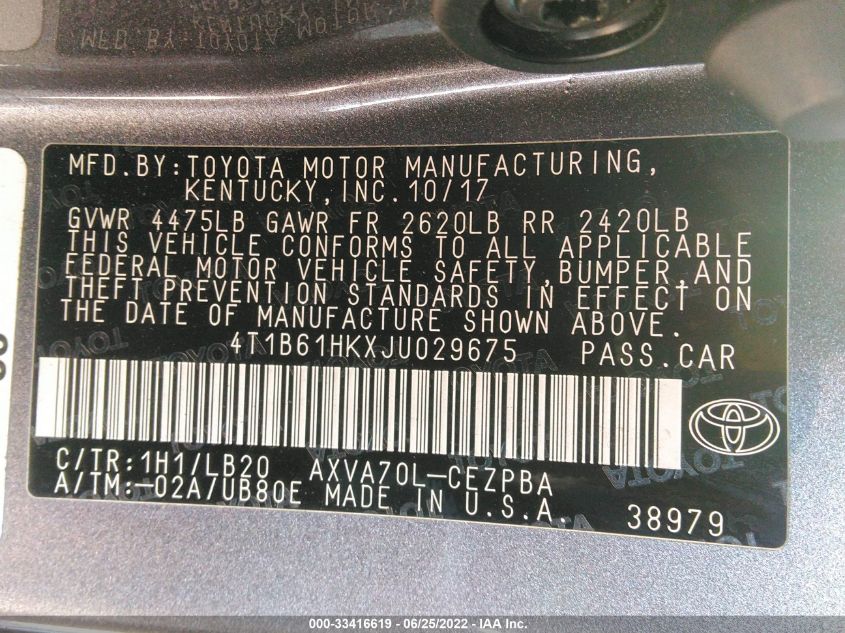 MFD.BY:TOYOTA MOTOR MANUFACTURING,
KENTUCKY,INC.10/17
GVWR 4475LB GAWR FR 2620LB RR 2420LB
THIS VEHICLE CONFORMS TO ALL APPLICABLE
FEDERAL MOTOR VEHICLE SAFETY,BUMPER,AND
THEFT PREVENTION STANDARDS IN EFFECT ON
THE DATE OF MANUFACTURE SHOWN ABOVE.
4T1B61HKXJU029675 PASS.CAR
C/TR:1H1/LB20 AXVA70L-CEZPBA
A/TM:-02A/UB80E MADE IN U.S.A.
38979
000-33416619 - 06/25/2022 - IAA Inc.